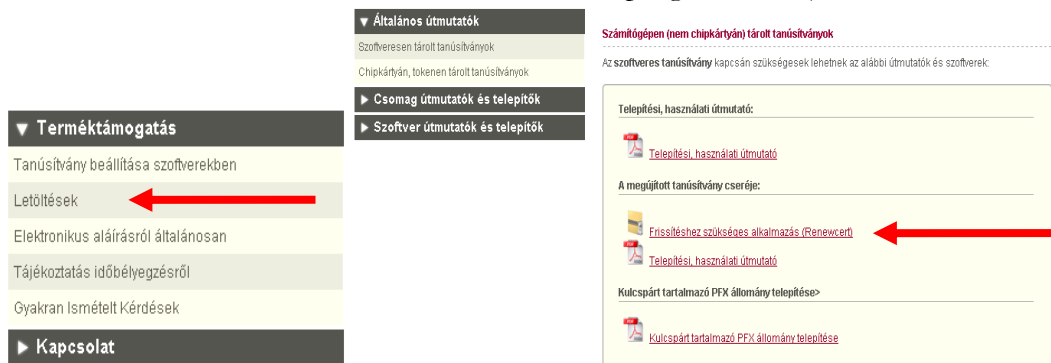 ▼ Terméktámogatás
Tanúsítvány beállítása szoftverekben
Letöltések
Elektronikus aláírásról általánosan
Tájékoztatás időbélyegzésről
Gyakran Ismételt Kérdések
▶ Kapcsolat
▼ Általános útmutatók
Szoftveresen tárolt tanúsítványok
Chipkártyán, tokenen tárolt tanúsítványok
▶ Csomag útmutatók és telepítők
▶ Szoftver útmutatók és telepítők
Számítógépen (nem chipkártyán) tárolt tanúsítványok
Az szoftveres tanúsítvány kapcsán szükségesek lehetnek az alábbi útmutatók és szoftverek:
Telepítési, használati útmutató:
Telepítési, használati útmutató
A megújított tanúsítvány cseréje:
Frissítéshez szükséges alkalmazás (Renewcert)
Telepítési, használati útmutató
Kulcspárt tartalmazó PFX állomány telepítése>
Kulcspárt tartalmazó PFX állomány telepítése